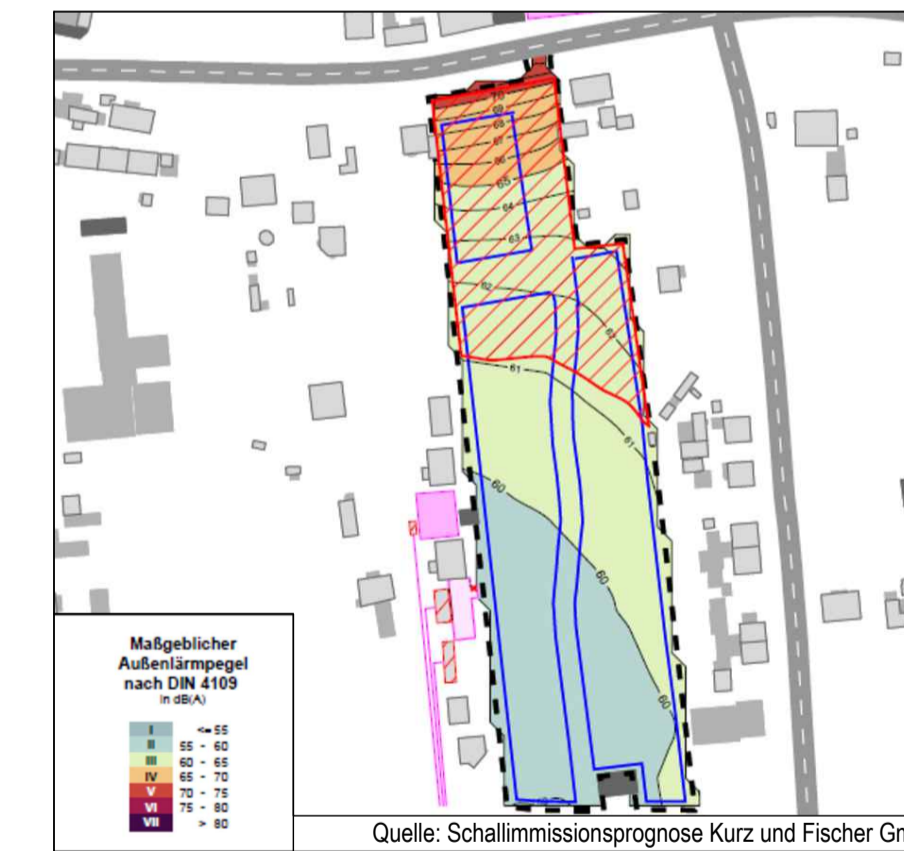 70
69
68
67
66
65
64
63
62
62
61
61
60
60
60
Maßgeblicher
Außenlärmpegel
nach DIN 4109
in dB(A)
I <= 55
II 55 - 60
III 60 - 65
IV 65 - 70
V 70 - 75
VI 75 - 80
VII > 80
Quelle: Schallimmissionsprognose Kurz und Fischer Gm